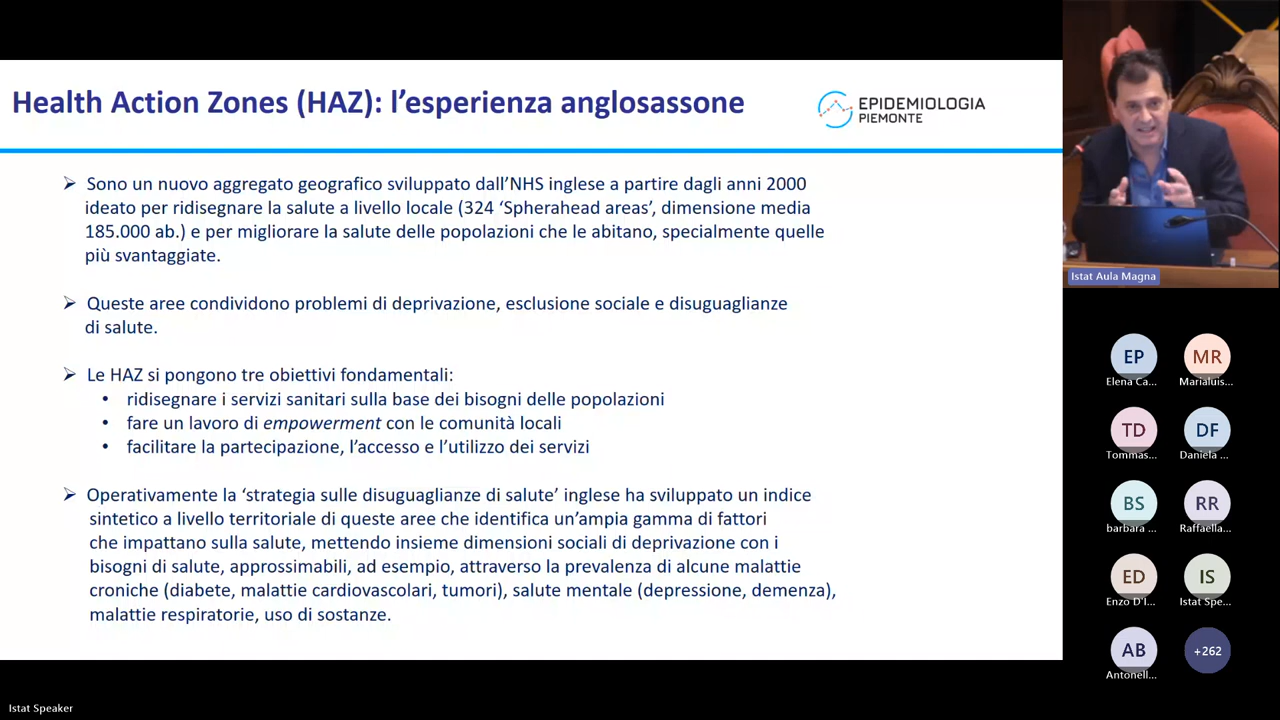 Health Action Zones (HAZ): l'esperienza anglosassone
EPIDEMIOLOGIA
PIEMONTE
➢ Sono un nuovo aggregato geografico sviluppato dall'NHS inglese a partire dagli anni 2000
ideato per ridisegnare la salute a livello locale (324 'Spherahead areas', dimensione media
185.000 ab.) e per migliorare la salute delle popolazioni che le abitano, specialmente quelle
più svantaggiate.
➢ Queste aree condividono problemi di deprivazione, esclusione sociale e disuguaglianze
di salute.
➢ Le HAZ si pongono tre obiettivi fondamentali:
• ridisegnare i servizi sanitari sulla base dei bisogni delle popolazioni
• fare un lavoro di empowerment con le comunità locali
• facilitare la partecipazione, l'accesso e l'utilizzo dei servizi
➢ Operativamente la 'strategia sulle disuguaglianze di salute' inglese ha sviluppato un indice
sintetico a livello territoriale di queste aree che identifica un'ampia gamma di fattori
che impattano sulla salute, mettendo insieme dimensioni sociali di deprivazione con i
bisogni di salute, approssimabili, ad esempio, attraverso la prevalenza di alcune malattie
croniche (diabete, malattie cardiovascolari, tumori), salute mentale (depressione, demenza),
malattie respiratorie, uso di sostanze.
Istat Aula Magna
EP MR
Elena Ca... Marialuis...
TD DF
Tommas... Daniela ...
BS RR
barbara ... Raffaella...
ED IS
Enzo D'I... Istat Spe...
AB +262
Antonell...
Istat Speaker